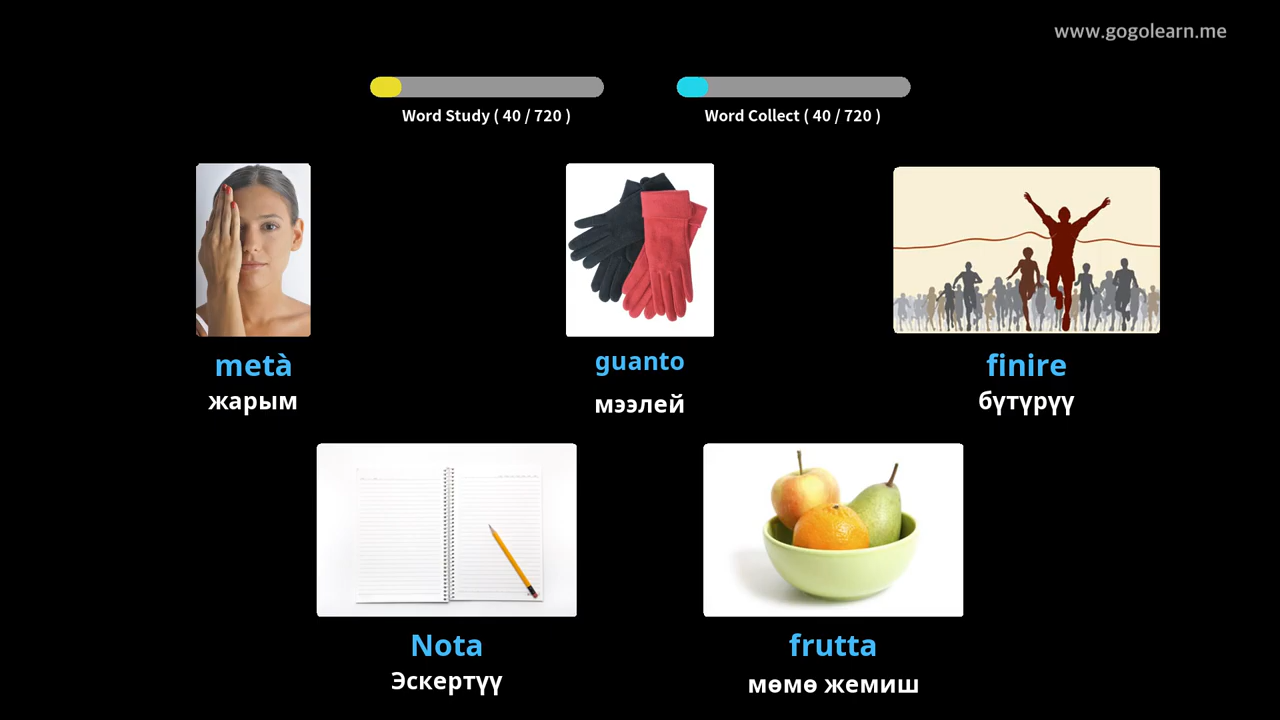 www.gogolearn.me
Word Study ( 40 / 720 )
Word Collect ( 40 / 720 )
metà
жарым
guanto
мээлей
finire
бүтүрүү
Nota
Эскертүү
frutta
мөмө жемиш